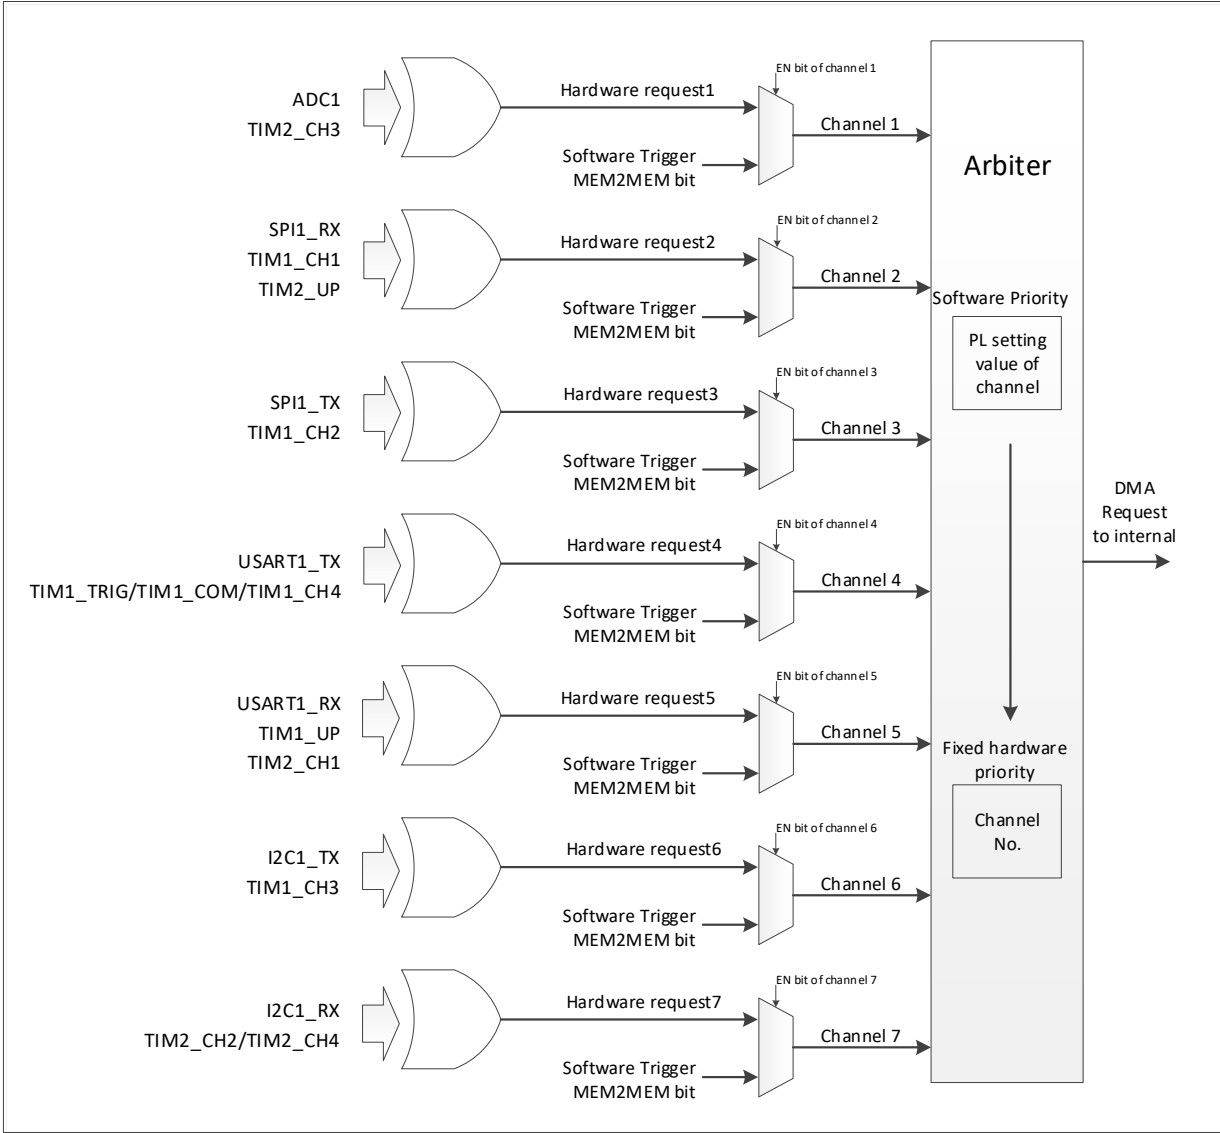 EN bit of channel 1
ADC1
TIM2_CH3
Hardware request1
Software Trigger
MEM2MEM bit
Channel 1
Arbiter
EN bit of channel 2
SPI1_RX
TIM1_CH1
TIM2_UP
Hardware request2
Software Trigger
MEM2MEM bit
Channel 2
Software Priority
PL setting
value of
channel
EN bit of channel 3
SPI1_TX
TIM1_CH2
Hardware request3
Software Trigger
MEM2MEM bit
Channel 3
DMA
Request
to internal
EN bit of channel 4
USART1_TX
TIM1_TRIG/TIM1_COM/TIM1_CH4
Hardware request4
Software Trigger
MEM2MEM bit
Channel 4
EN bit of channel 5
USART1_RX
TIM1_UP
TIM2_CH1
Hardware request5
Software Trigger
MEM2MEM bit
Channel 5
Fixed hardware
priority
Channel
No.
EN bit of channel 6
I2C1_TX
TIM1_CH3
Hardware request6
Software Trigger
MEM2MEM bit
Channel 6
EN bit of channel 7
I2C1_RX
TIM2_CH2/TIM2_CH4
Hardware request7
Software Trigger
MEM2MEM bit
Channel 7